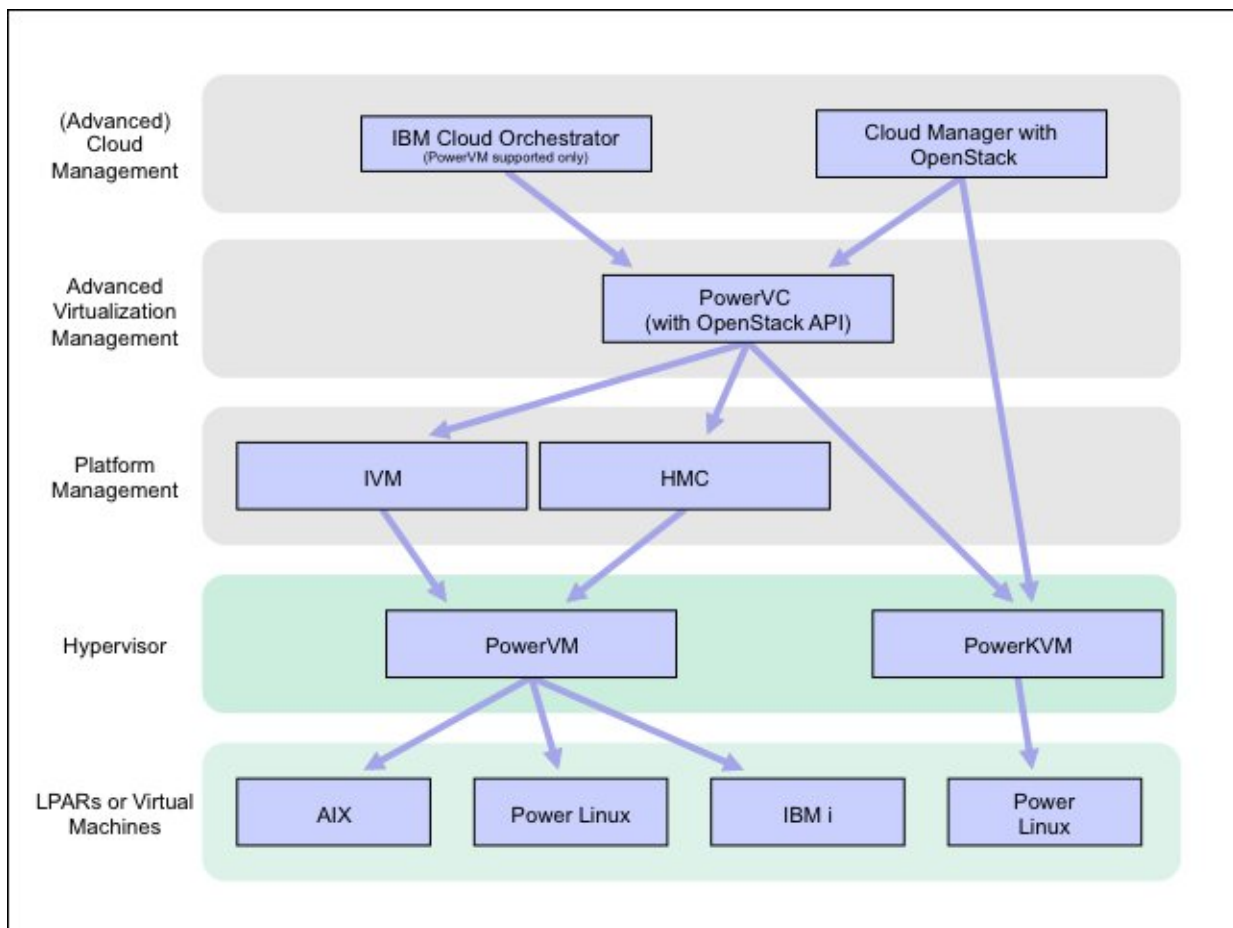 (Advanced)
Cloud
Management
IBM Cloud Orchestrator
(PowerVM supported only)
Cloud Manager with
OpenStack
Advanced
Virtualization
Management
PowerVC
(with OpenStack API)
Platform
Management
IVM
HMC
Hypervisor
PowerVM
PowerKVM
LPARs or Virtual
Machines
AIX
Power Linux
IBM i
Power
Linux